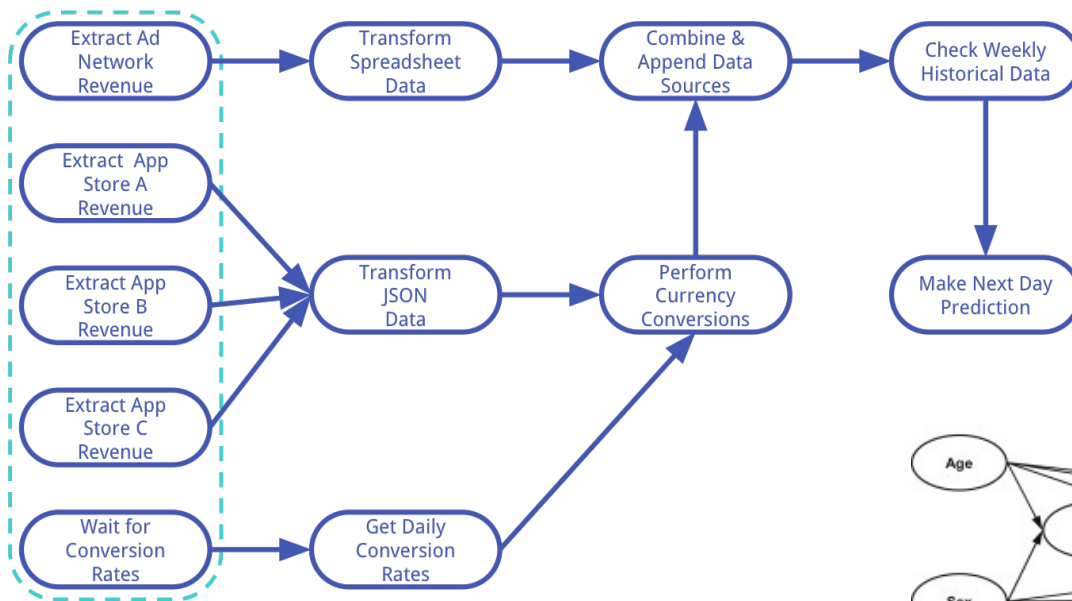 Extract Ad
Network
Revenue
Transform
Spreadsheet
Data
Combine &
Append Data
Sources
Check Weekly
Historical Data
Extract  App
Store A
Revenue
Extract App
Store B
Revenue
Transform
JSON
Data
Perform
Currency
Conversions
Make Next Day
Prediction
Extract App
Store C
Revenue
Age
Wait for
Conversion
Rates
Get Daily
Conversion
Rates